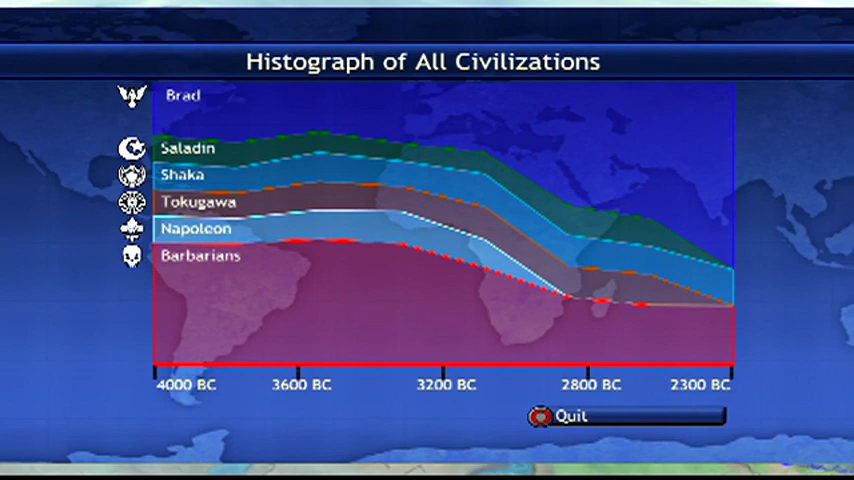 Histograph of All Civilizations
Brad
Saladin
Shaka
Tokugawa
Napoleon
Barbarians
4000 BC 3600 BC 3200 BC 2800 BC 2300 BC
Quit